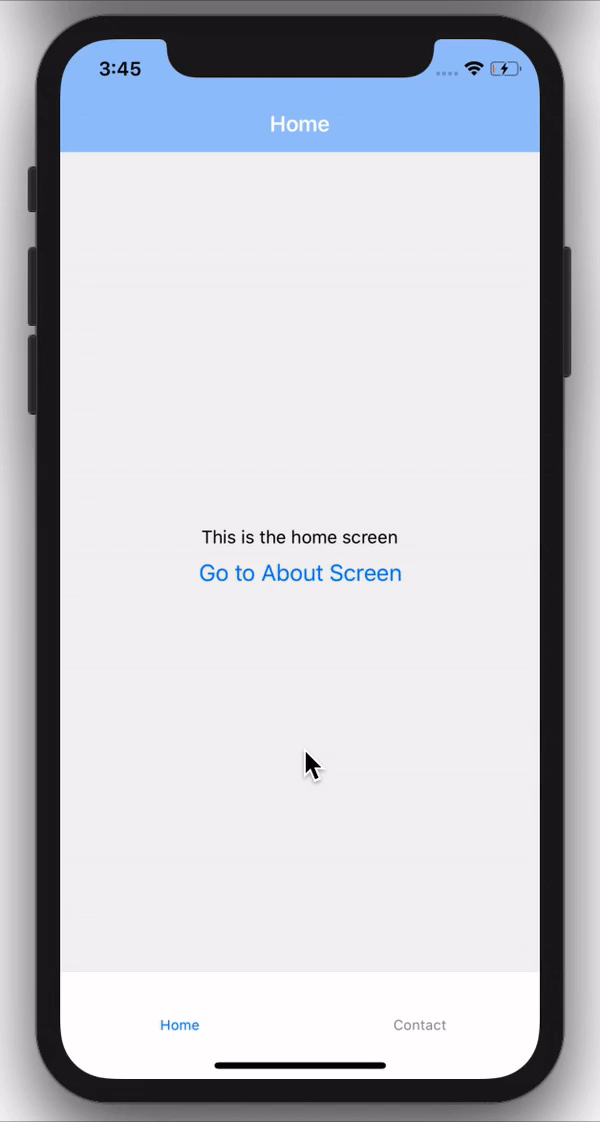 3:45
Home
This is the home screen
Go to About Screen
Home Contact